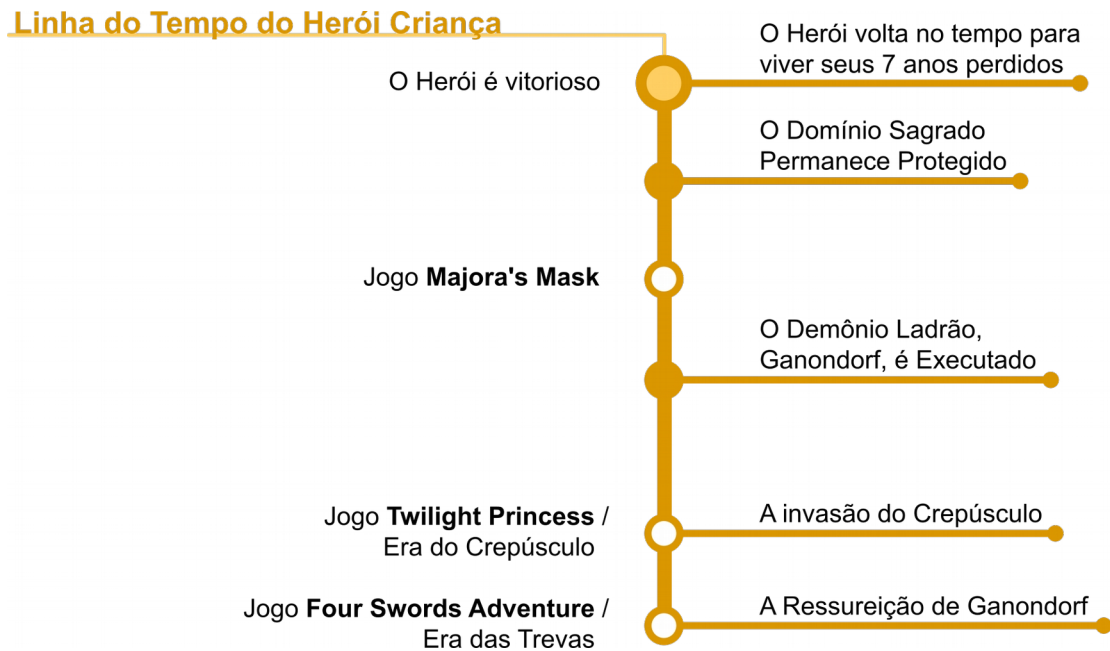 Linha do Tempo do Herói Criança
O Herói é vitorioso
O Herói volta no tempo para
viver seus 7 anos perdidos
O Domínio Sagrado
Permanece Protegido
Jogo Majora's Mask
O Demônio Ladrão,
Ganondorf, é Executado
Jogo Twilight Princess /
Era do Crepúsculo
A invasão do Crepúsculo
Jogo Four Swords Adventure /
Era das Trevas
A Ressureição de Ganondorf